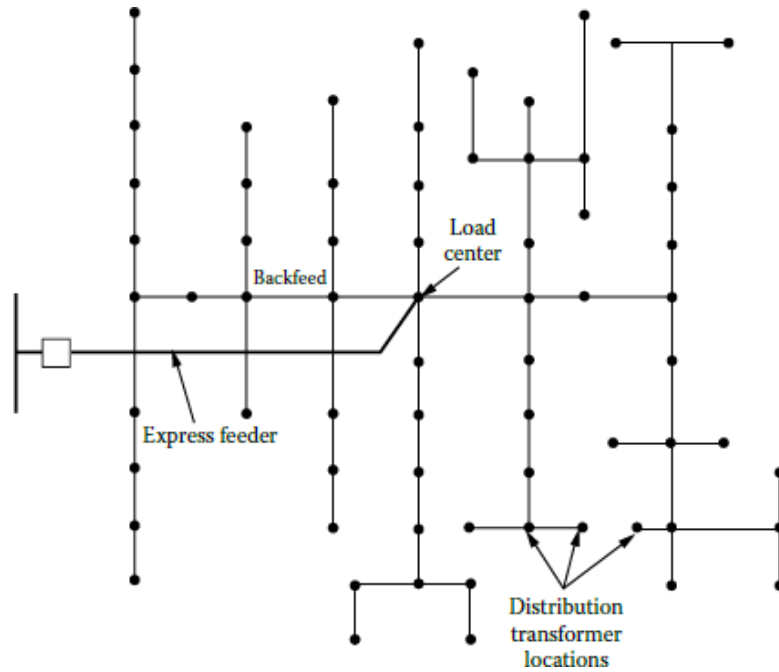 Load
center
Backfeed
Express feeder
Distribution
transformer
locations